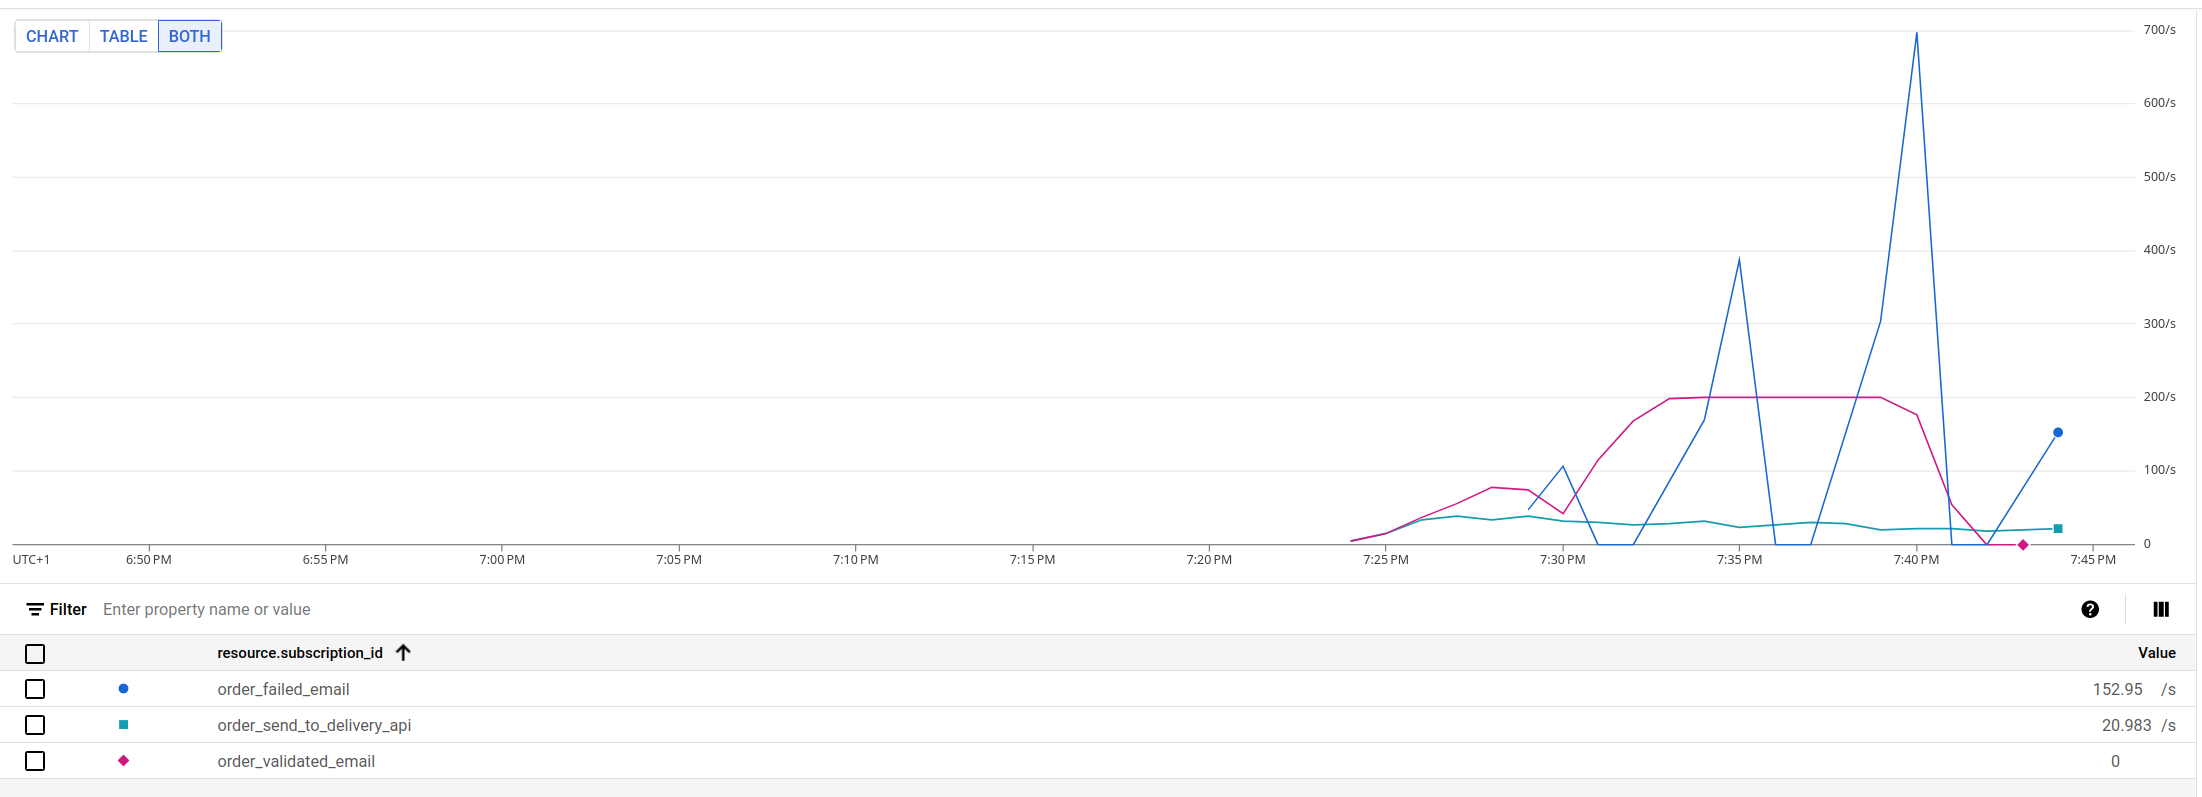 CHART TABLE BOTH
700/s
600/s
500/s
400/s
300/s
200/s
100/s
0
UTC+1 6:50 PM 6:55 PM 7:00 PM 7:05 PM 7:10 PM 7:15 PM 7:20 PM 7:25 PM 7:30 PM 7:35 PM 7:40 PM 7:45 PM
Filter Enter property name or value
resource.subscription_id Value
order_failed_email 152.95 /s
order_send_to_delivery_api 20.983 /s
order_validated_email 0